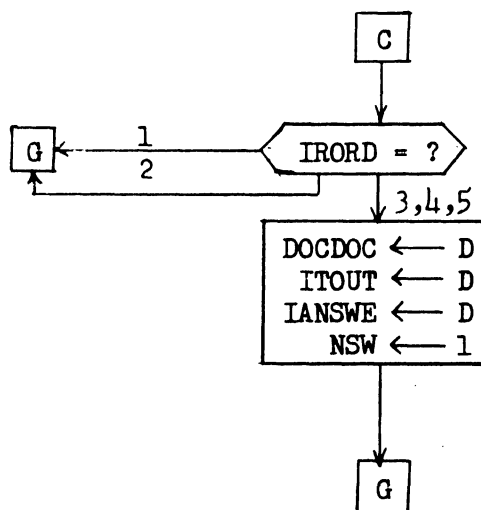 C
1
G
IRORD = ?
2
3,4,5
DOCDOC ← D
ITOUT ← D
IANSWE ← D
NSW ← 1
G